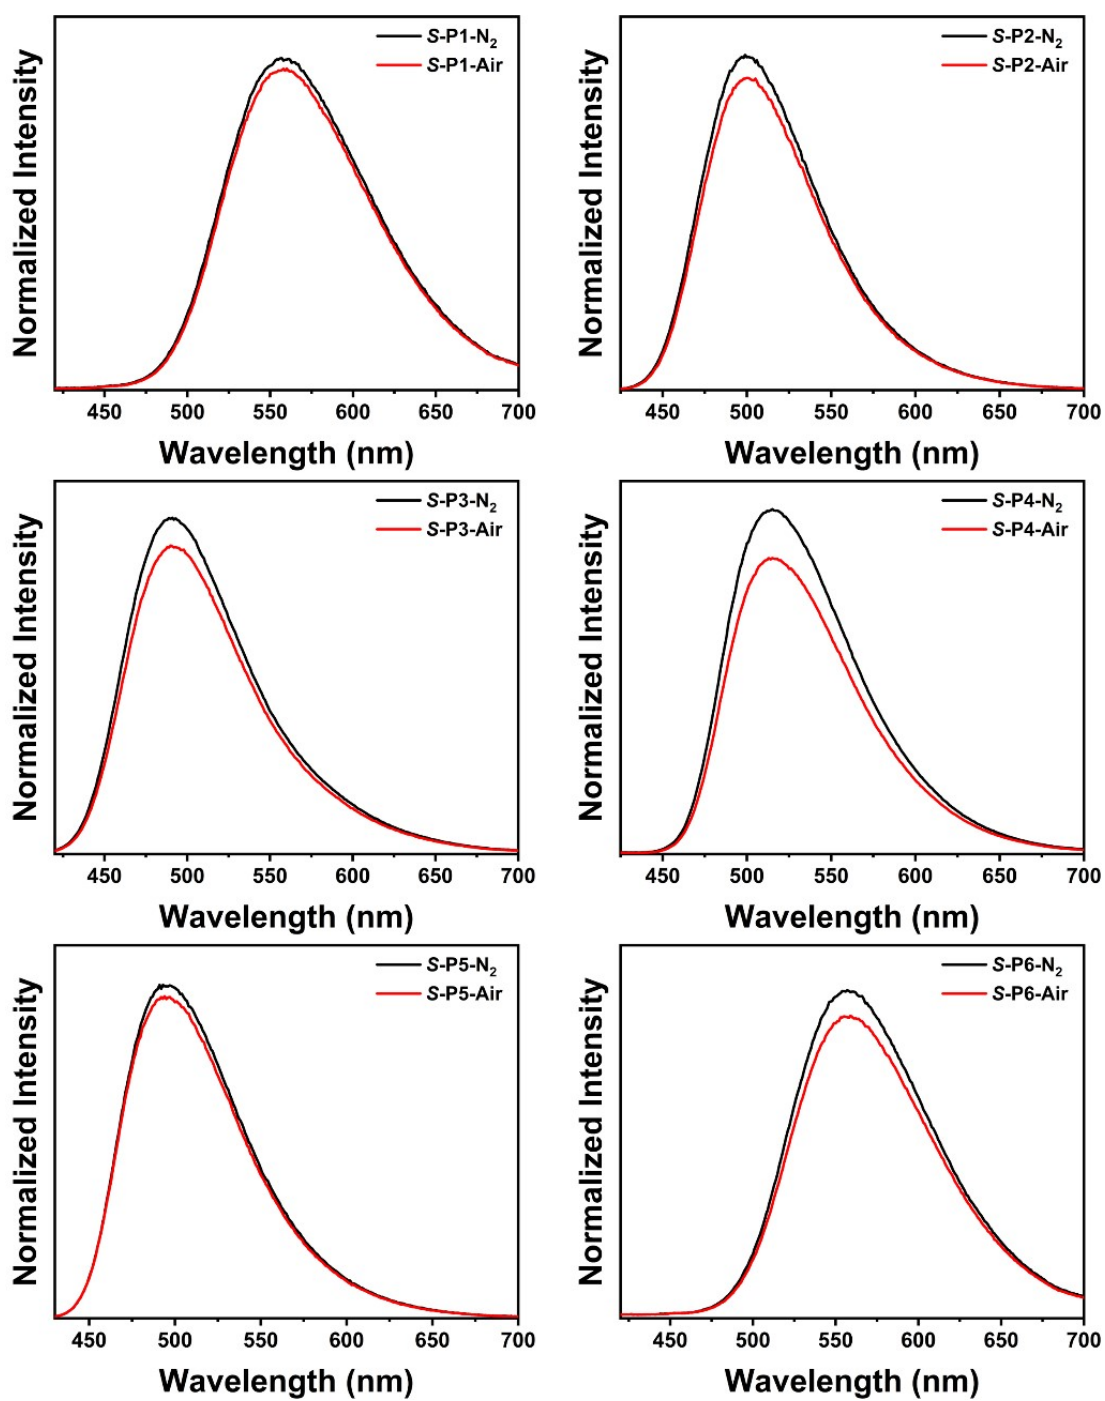 S-P1-N₂
S-P1-Air
Normalized Intensity
450 500 550 600 650 700
Wavelength (nm)
S-P2-N₂
S-P2-Air
Normalized Intensity
450 500 550 600 650 700
Wavelength (nm)
S-P3-N₂
S-P3-Air
Normalized Intensity
450 500 550 600 650 700
Wavelength (nm)
S-P4-N₂
S-P4-Air
Normalized Intensity
450 500 550 600 650 700
Wavelength (nm)
S-P5-N₂
S-P5-Air
Normalized Intensity
450 500 550 600 650 700
Wavelength (nm)
S-P6-N₂
S-P6-Air
Normalized Intensity
450 500 550 600 650 700
Wavelength (nm)